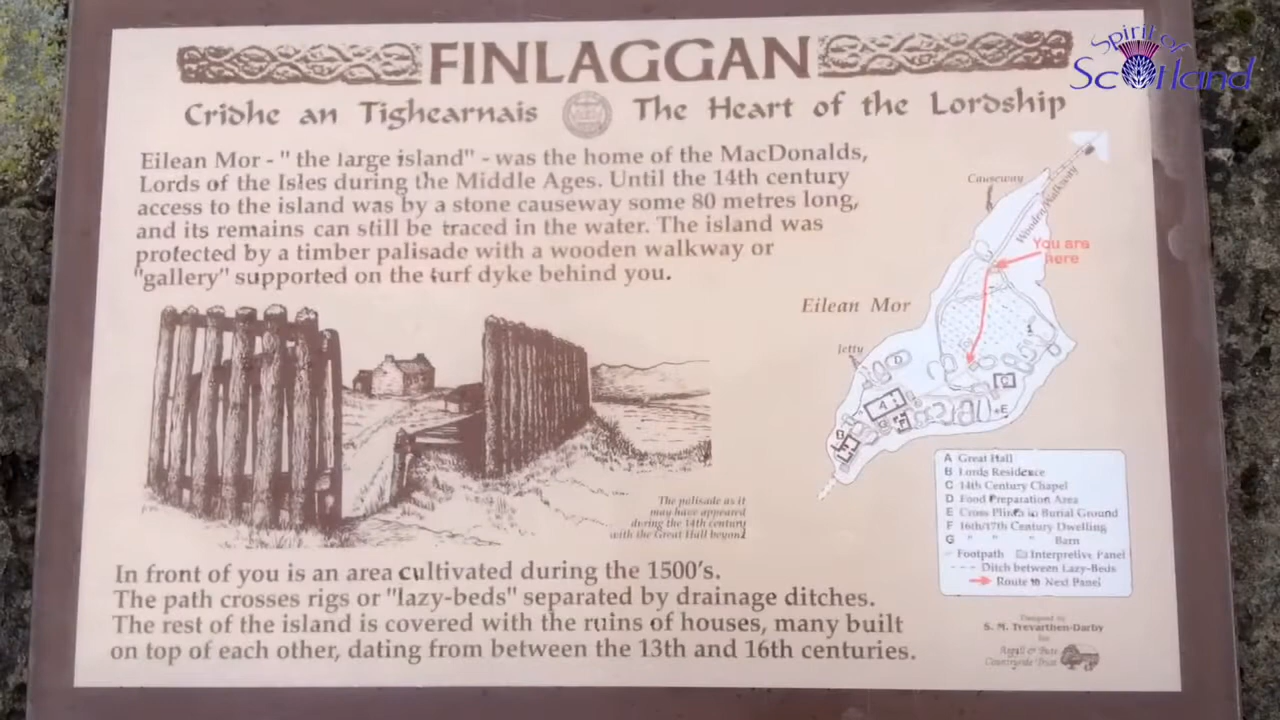 Spirit of
Scotland
FINLAGGAN
Cridhe an Tighearnais The Heart of the Lordship
Eilean Mor - " the large island" - was the home of the MacDonalds,
Lords of the Isles during the Middle Ages. Until the 14th century
access to the island was by a stone causeway some 80 metres long,
and its remains can still be traced in the water. The island was
protected by a timber palisade with a wooden walkway or
"gallery" supported on the turf dyke behind you.
Causeway
Wooden Walkway
You are
here
Eilean Mor
Jetty
D
1
C
A
E
F
G
B
The palisade as it
may have appeared
during the 14th century
with the Great Hall beyond
A Great Hall
B Lords Residence
C 14th Century Chapel
D Food Preparation Area
E Cross Plinth in Burial Ground
F 16th/17th Century Dwelling
G " " " Barn
Footpath Interpretive Panel
Ditch between Lazy-Beds
Route to Next Panel
In front of you is an area cultivated during the 1500's.
The path crosses rigs or "lazy-beds" separated by drainage ditches.
The rest of the island is covered with the ruins of houses, many built
on top of each other, dating from between the 13th and 16th centuries.
Designed by
S. M. Trevarthen-Darby
for
Argyll & Bute
Countryside Trust